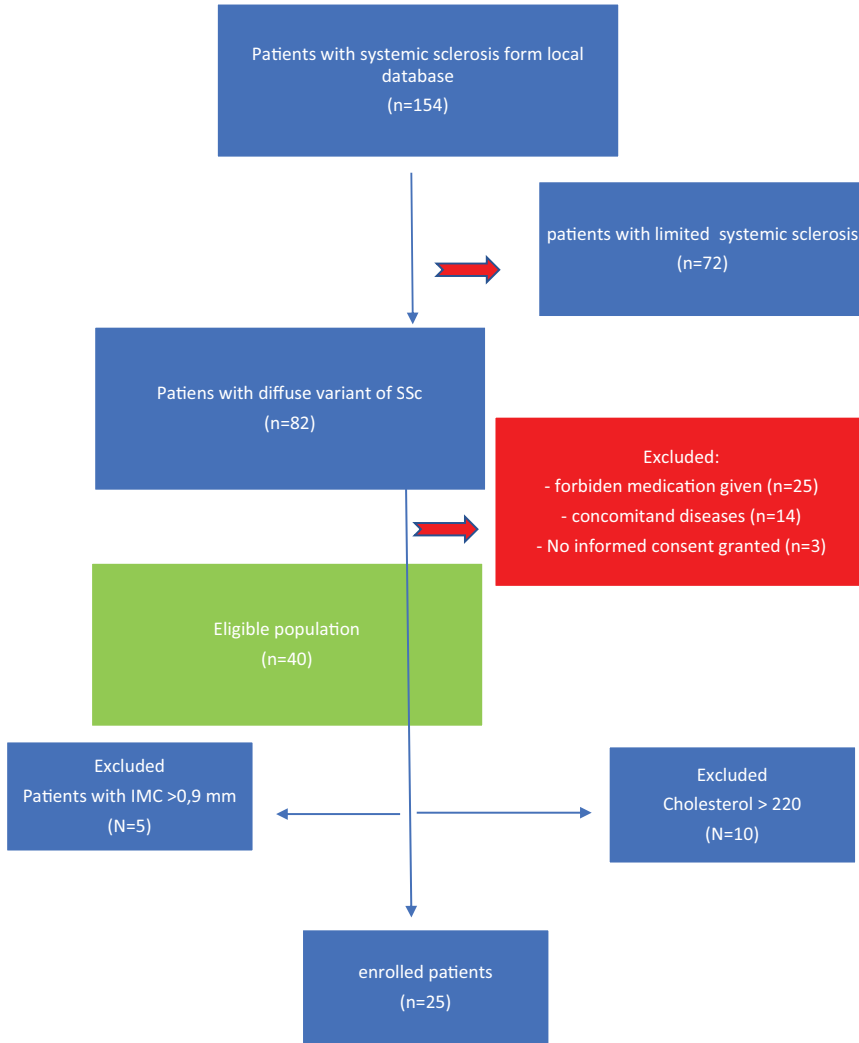 Patients with systemic sclerosis form local
database
(n=154)
patients with limited  systemic sclerosis
(n=72)
Patiens with diffuse variant of SSc
(n=82)
Excluded:
- forbiden medication given (n=25)
- concomitand diseases (n=14)
- No informed consent granted (n=3)
Eligible population
(n=40)
Excluded
Patients with IMC >0,9 mm
(N=5)
Excluded
Cholesterol > 220
(N=10)
enrolled patients
(n=25)